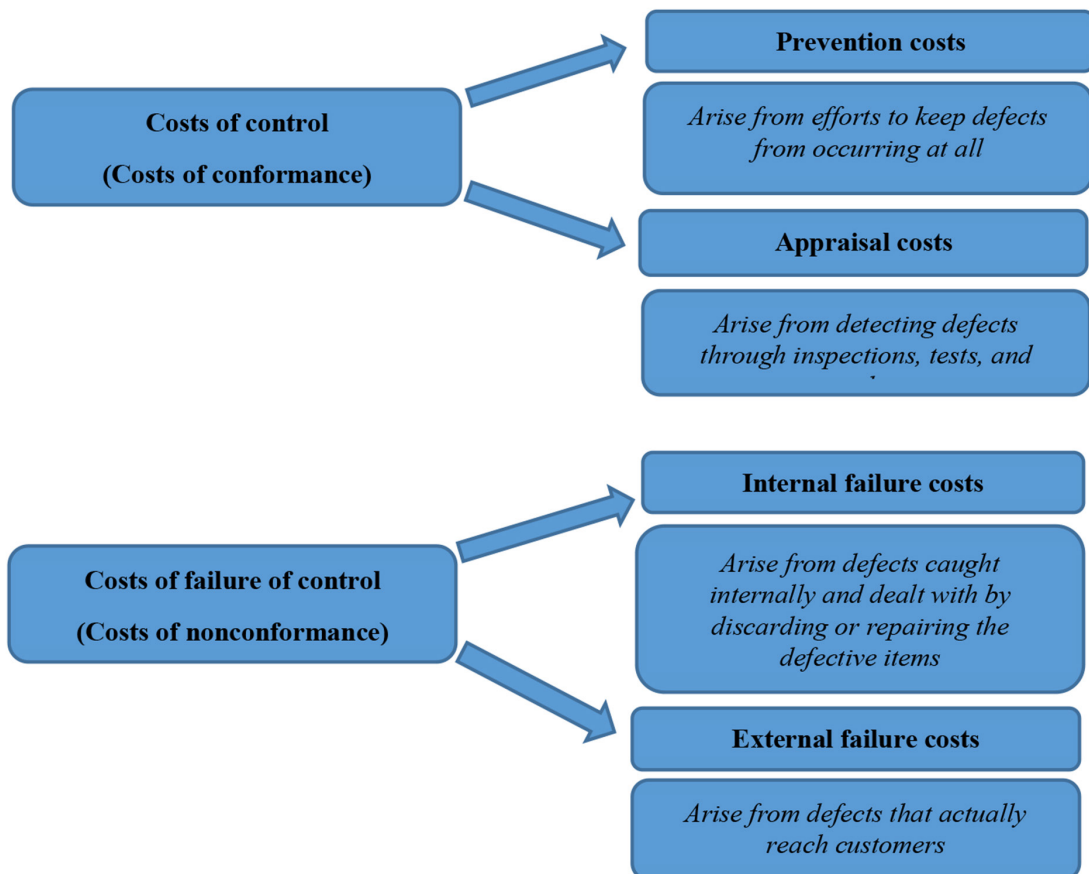 Prevention costs
Costs of control
(Costs of conformance)
Arise from efforts to keep defects
from occurring at all
Appraisal costs
Arise from detecting defects
through inspections, tests, and
Internal failure costs
Costs of failure of control
(Costs of nonconformance)
Arise from defects caught
internally and dealt with by
discarding or repairing the
defective items
External failure costs
Arise from defects that actually
reach customers